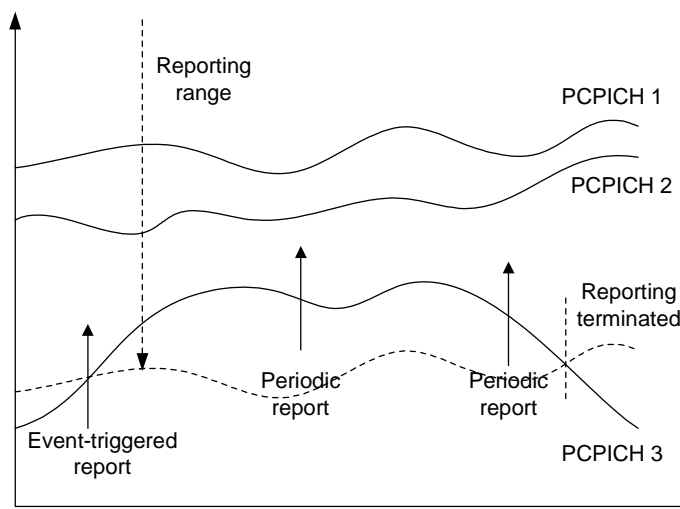 Reporting
range
PCPICH 1
PCPICH 2
Reporting
terminated
Periodic
report
Periodic
report
Event-triggered
report
PCPICH 3